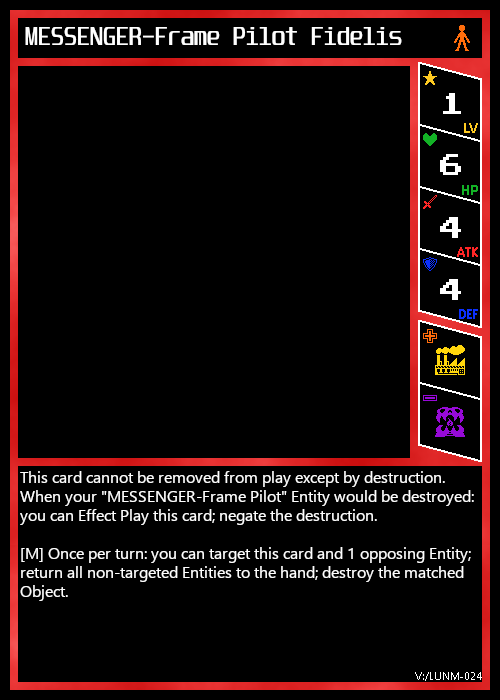 MESSENGER-Frame Pilot Fidelis
1
LV
6
HP
4
ATK
4
DEF
This card cannot be removed from play except by destruction.
When your "MESSENGER-Frame Pilot" Entity would be destroyed:
you can Effect Play this card; negate the destruction.
[M] Once per turn: you can target this card and 1 opposing Entity;
return all non-targeted Entities to the hand; destroy the matched
Object.
V:/LUNM-024